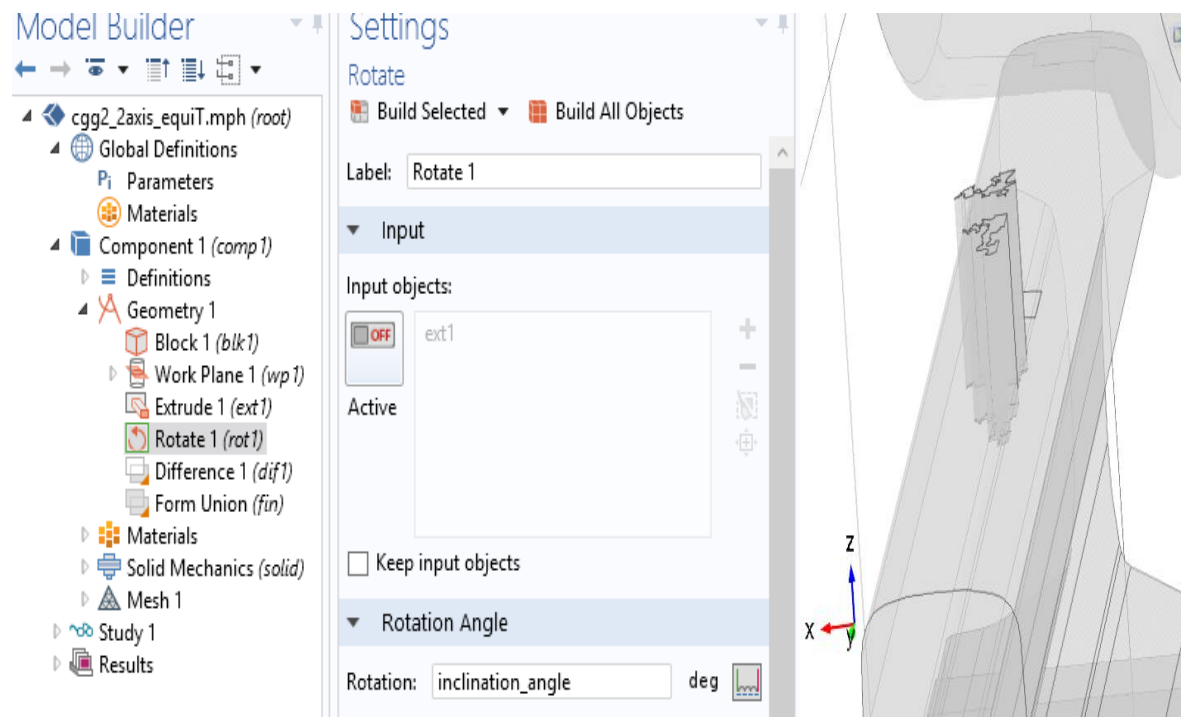 Model Builder
cgg2_2axis_equiT.mph (root)
Global Definitions
Pi Parameters
Materials
Component 1 (comp1)
Definitions
Geometry 1
Block 1 (blk1)
Work Plane 1 (wp1)
Extrude 1 (ext1)
Rotate 1 (rot1)
Difference 1 (dif1)
Form Union (fin)
Materials
Solid Mechanics (solid)
Mesh 1
Study 1
Results
Settings
Rotate
Build Selected
Build All Objects
Label: Rotate 1
Input
Input objects:
OFF
ext1
Active
Keep input objects
Rotation Angle
Rotation: inclination_angle deg
z
x
y